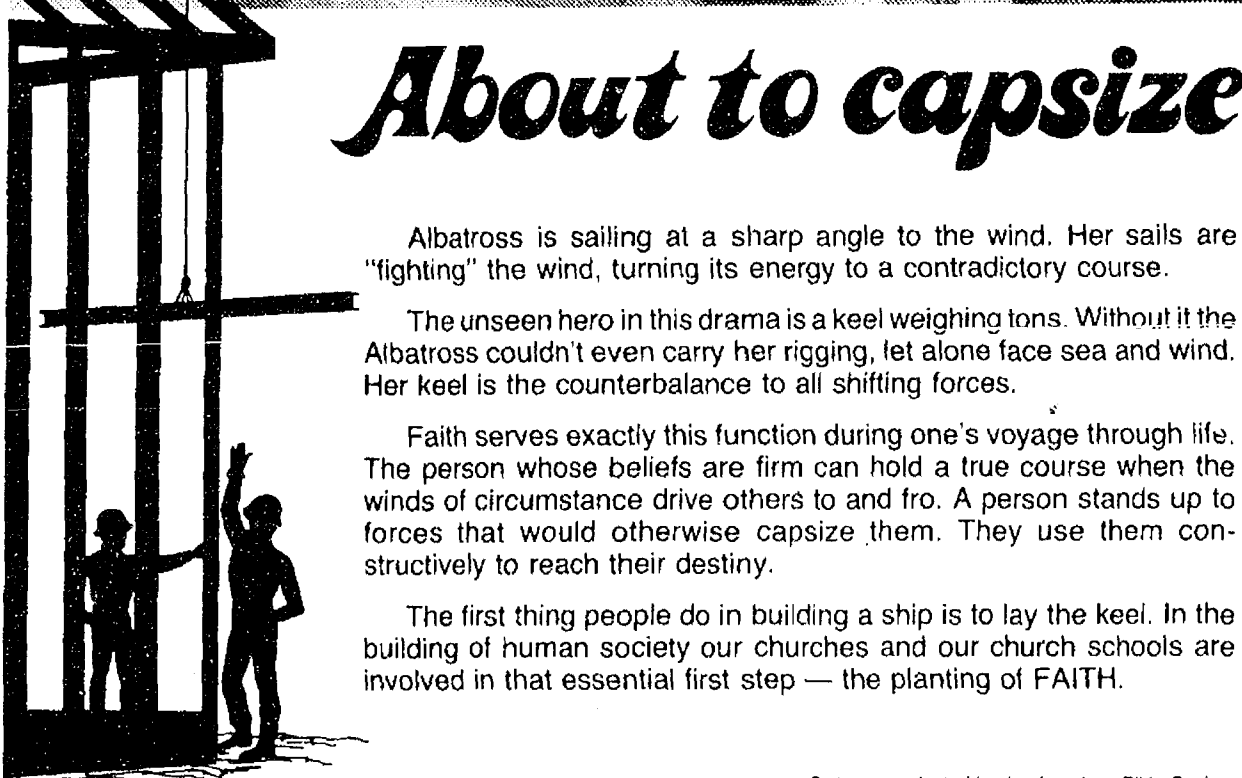 About to capsize
Albatross is sailing at a sharp angle to the wind. Her sails are
"fighting" the wind, turning its energy to a contradictory course.
The unseen hero in this drama is a keel weighing tons. Without it the
Albatross couldn't even carry her rigging, let alone face sea and wind.
Her keel is the counterbalance to all shifting forces.
Faith serves exactly this function during one's voyage through life.
The person whose beliefs are firm can hold a true course when the
winds of circumstance drive others to and fro. A person stands up to
forces that would otherwise capsize them. They use them con-
structively to reach their destiny.
The first thing people do in building a ship is to lay the keel. In the
building of human society our churches and our church schools are
involved in that essential first step — the planting of FAITH.